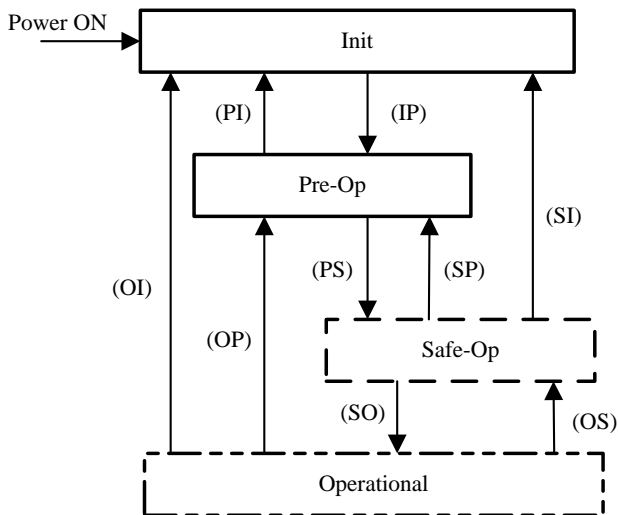 Power ON
Init
(PI)
(IP)
Pre-Op
(SI)
(PS)
(SP)
(OI)
(OP)
Safe-Op
(SO)
(OS)
Operational